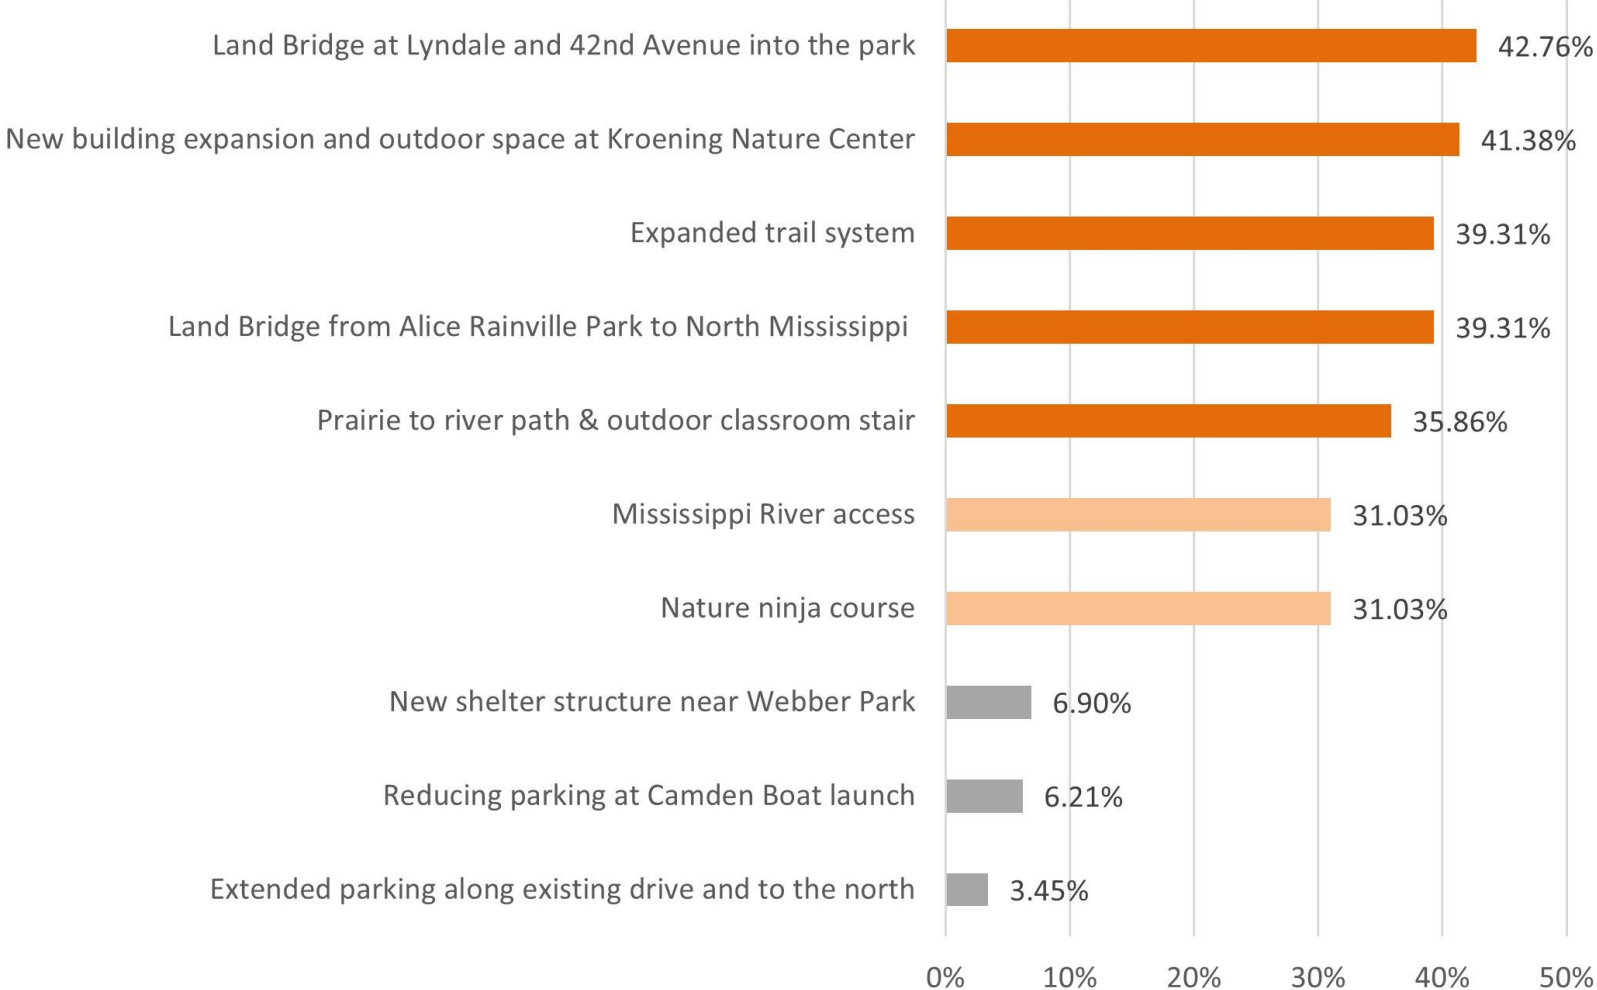 Land Bridge at Lyndale and 42nd Avenue into the park 42.76%
New building expansion and outdoor space at Kroening Nature Center 41.38%
Expanded trail system 39.31%
Land Bridge from Alice Rainville Park to North Mississippi 39.31%
Prairie to river path & outdoor classroom stair 35.86%
Mississippi River access 31.03%
Nature ninja course 31.03%
New shelter structure near Webber Park 6.90%
Reducing parking at Camden Boat launch 6.21%
Extended parking along existing drive and to the north 3.45%
0% 10% 20% 30% 40% 50%